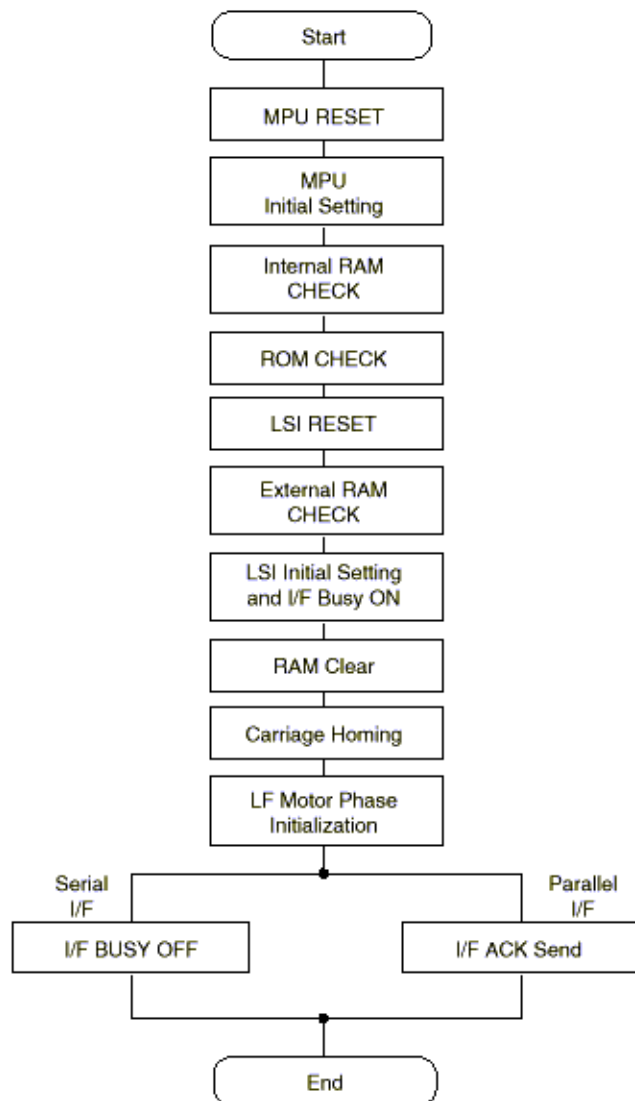 Start
MPU RESET
MPU
Initial Setting
Internal RAM
CHECK
ROM CHECK
LSI RESET
External RAM
CHECK
LSI Initial Setting
and I/F Busy ON
RAM Clear
Carriage Homing
LF Motor Phase
Initialization
Serial
I/F
I/F BUSY OFF
Parallel
I/F
I/F ACK Send
End